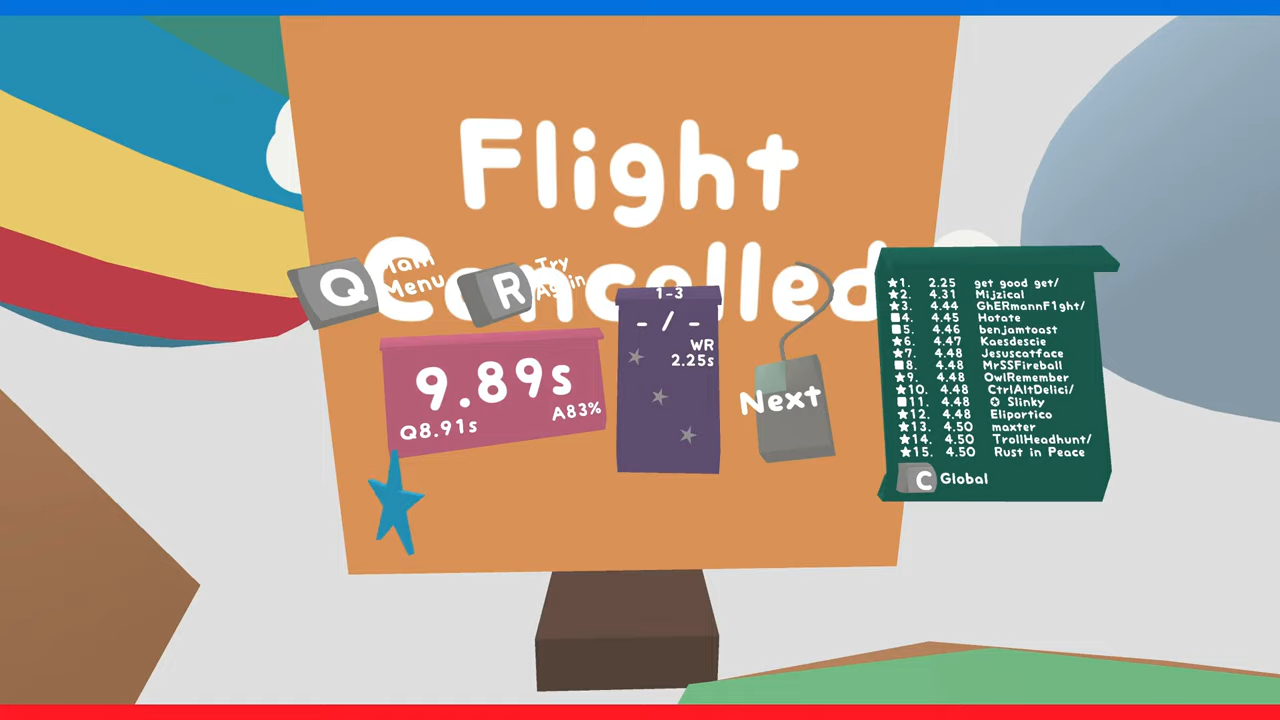 Flight
Cancelled
Q Main
Menu
R Try
Again
9.89s
Q8.91s
A83%
1-3
- / -
WR
2.25s
Next
1. 2.25 get good get/
2. 4.31 Mijzical
3. 4.44 GhERmannF1ght/
4. 4.45 Hotate
5. 4.46 benjamtoast
6. 4.47 Kaesdescie
7. 4.48 Jesuscatface
8. 4.48 MrSSFireball
9. 4.48 OwlRemember
10. 4.48 CtrlAltDelici/
11. 4.48 ✪ Slinky
12. 4.48 Eliportico
13. 4.50 maxter
14. 4.50 TrollHeadhunt/
15. 4.50 Rust in Peace
C Global